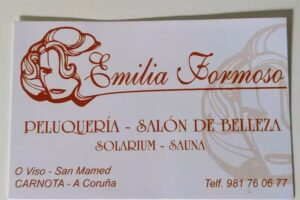 Emilia Formoso
PELUQUERÍA - SALÓN DE BELLEZA
SOLARIUM - SAUNA
O Viso - San Mamed
CARNOTA - A Coruña
Telf. 981 76 06 77